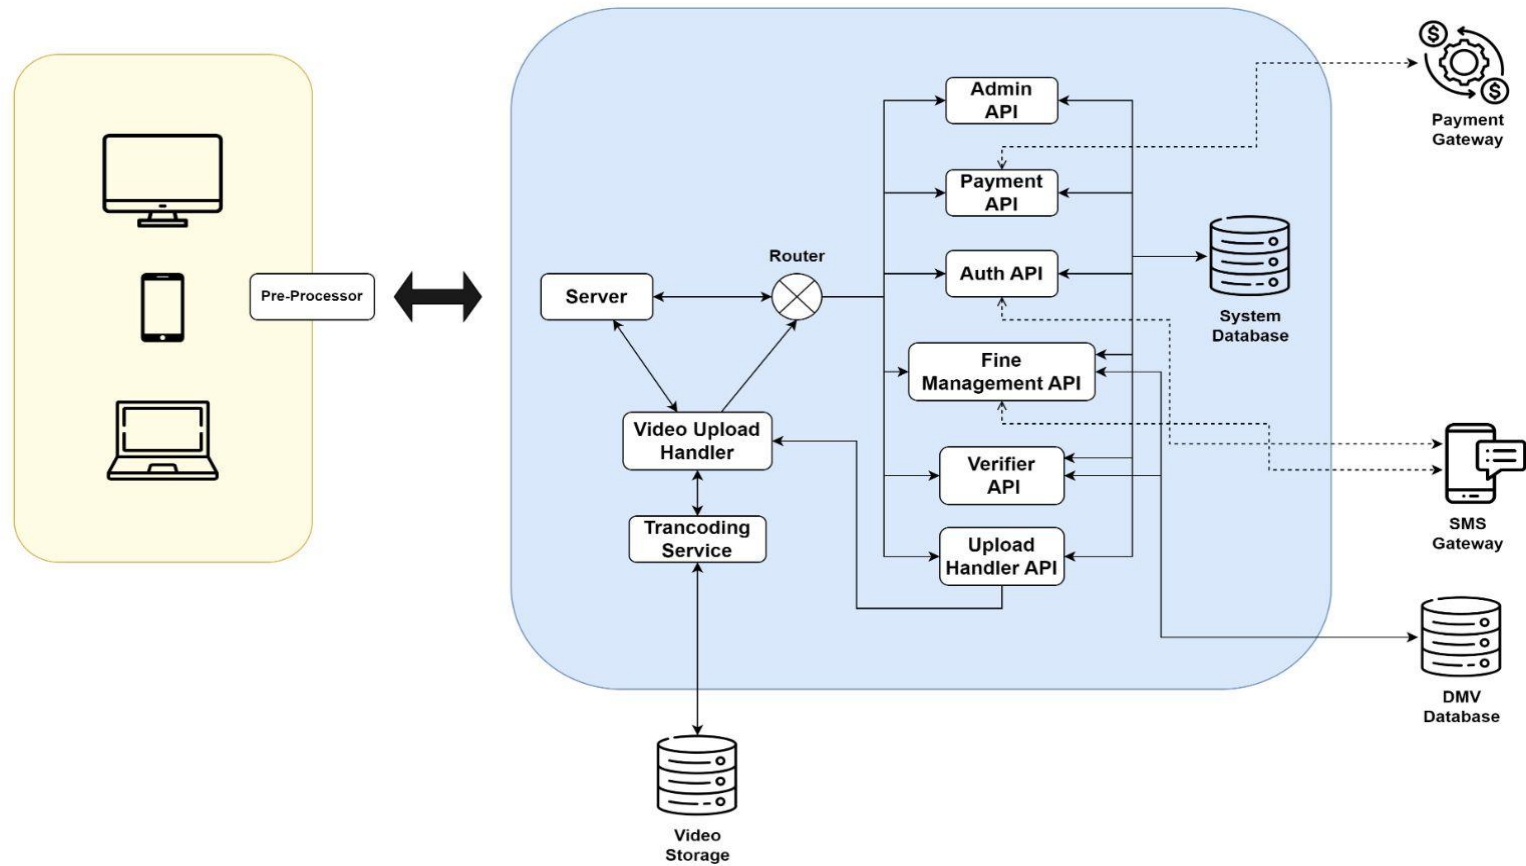 Payment
Gateway
Admin
API
Payment
API
Router
Auth API
Pre-Processor
Server
System
Database
Fine
Management API
Video Upload
Handler
Verifier
API
Trancoding
Service
SMS
Gateway
Upload
Handler API
DMV
Database
Video
Storage
$
$